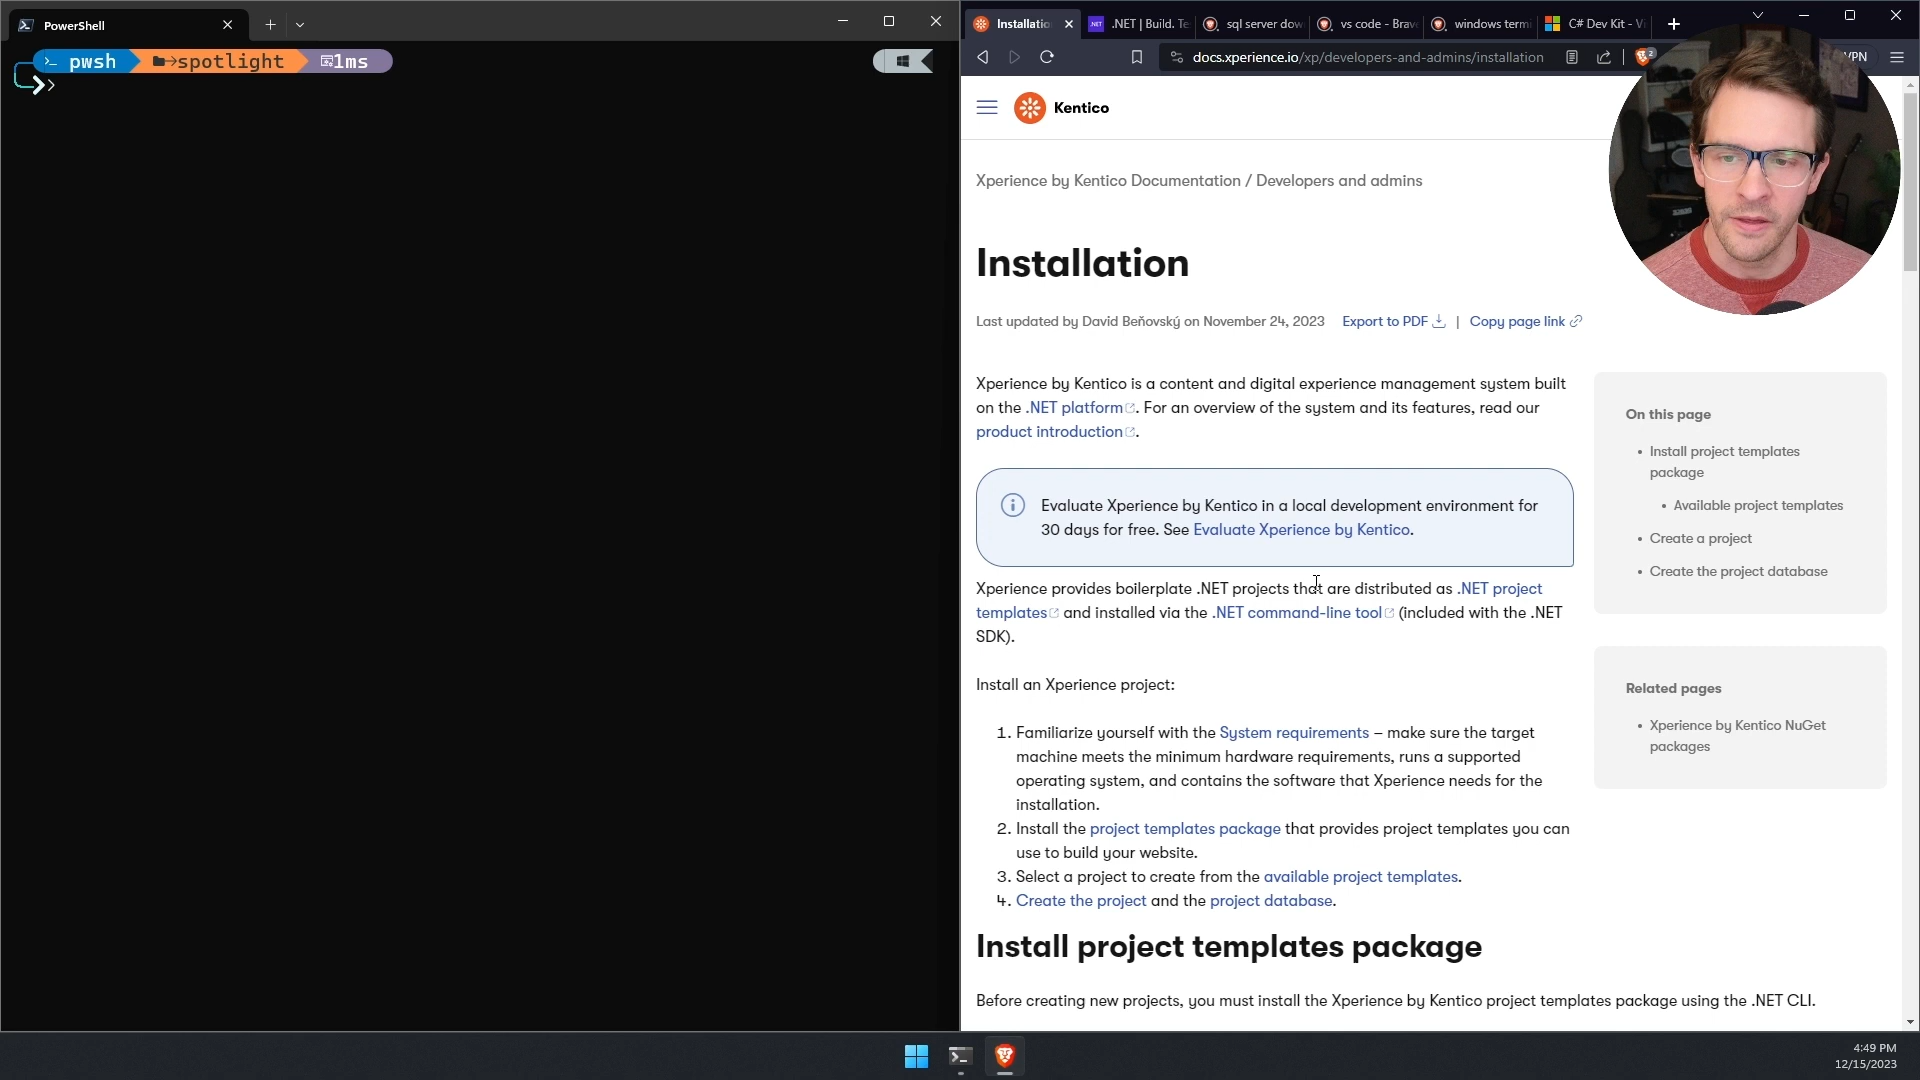 PowerShell
pwsh spotlight 1ms
Installatio
.NET | Build. Te
sql server dow
vs code - Brav
windows term
C# Dev Kit - Vi
docs.xperience.io/xp/developers-and-admins/installation
2
VPN
Kentico
Xperience by Kentico Documentation / Developers and admins
Installation
Last updated by David Beňovský on November 24, 2023 Export to PDF | Copy page link
Xperience by Kentico is a content and digital experience management system built
on the .NET platform. For an overview of the system and its features, read our
product introduction.
Evaluate Xperience by Kentico in a local development environment for
30 days for free. See Evaluate Xperience by Kentico.
Xperience provides boilerplate .NET projects that are distributed as .NET project
templates and installed via the .NET command-line tool (included with the .NET
SDK).
Install an Xperience project:
1. Familiarize yourself with the System requirements – make sure the target
machine meets the minimum hardware requirements, runs a supported
operating system, and contains the software that Xperience needs for the
installation.
2. Install the project templates package that provides project templates you can
use to build your website.
3. Select a project to create from the available project templates.
4. Create the project and the project database.
Install project templates package
Before creating new projects, you must install the Xperience by Kentico project templates package using the .NET CLI.
On this page
• Install project templates
package
• Available project templates
• Create a project
• Create the project database
Related pages
• Xperience by Kentico NuGet
packages
4:49 PM
12/15/2023